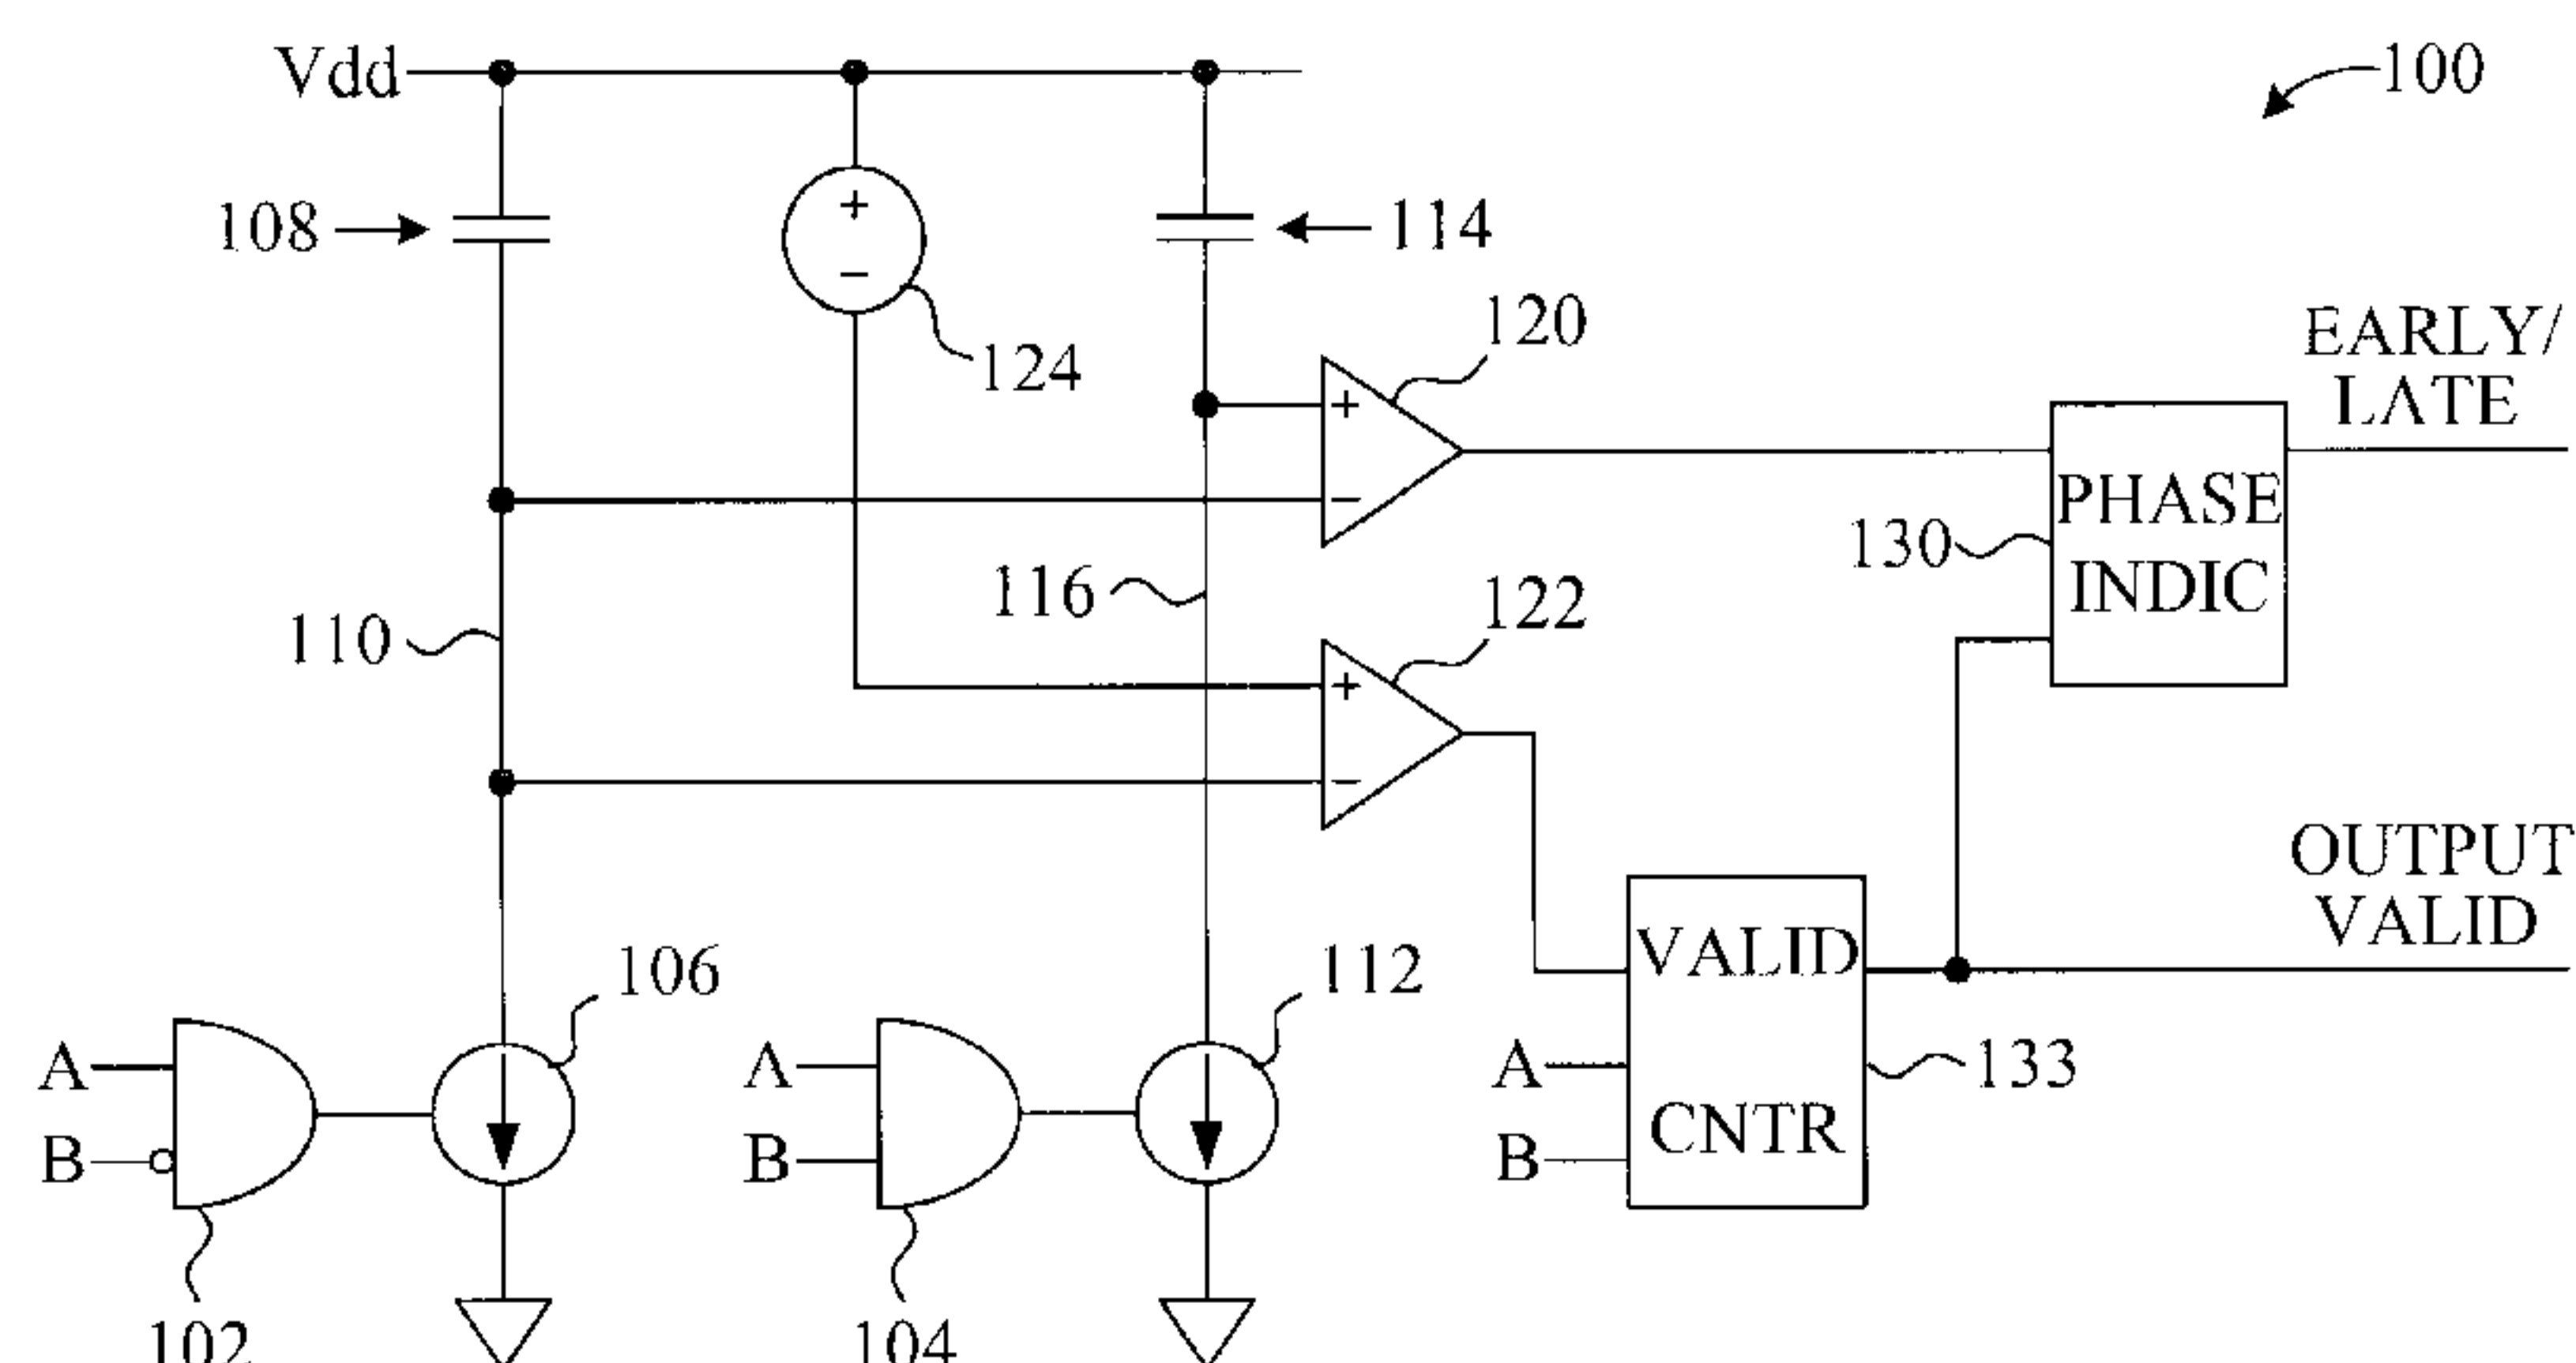 Vdd
100
108
114
+
−
124
120
EARLY/
LATE
+
−
PHASE
INDIC
130
116
122
110
+
−
OUTPUT
VALID
106
112
VALID
CNTR
A
B
A
B
A
B
133
102
104